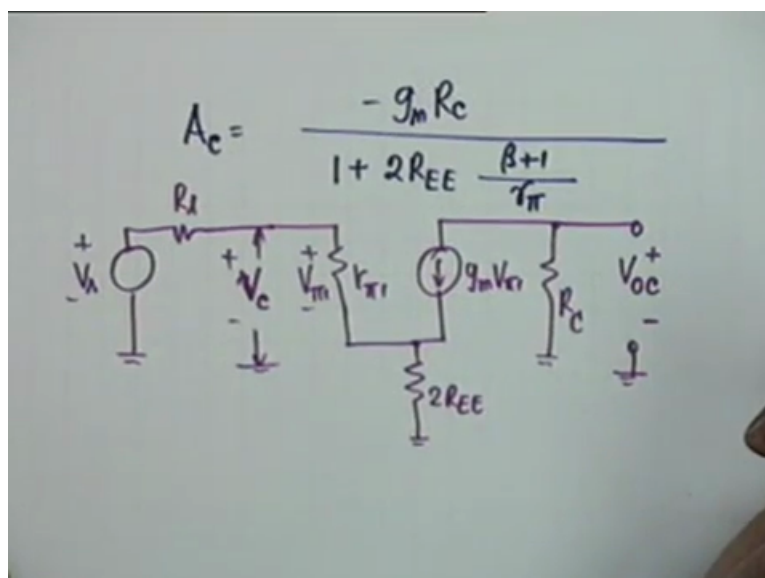 A_c = - g_m R_C / 1 + 2R_EE β+1 / r_π
R_s
+ V_s -
+ V_c -
+ V_π1 -
r_π1
g_m V_π1
R_C
+ V_oc -
2R_EE